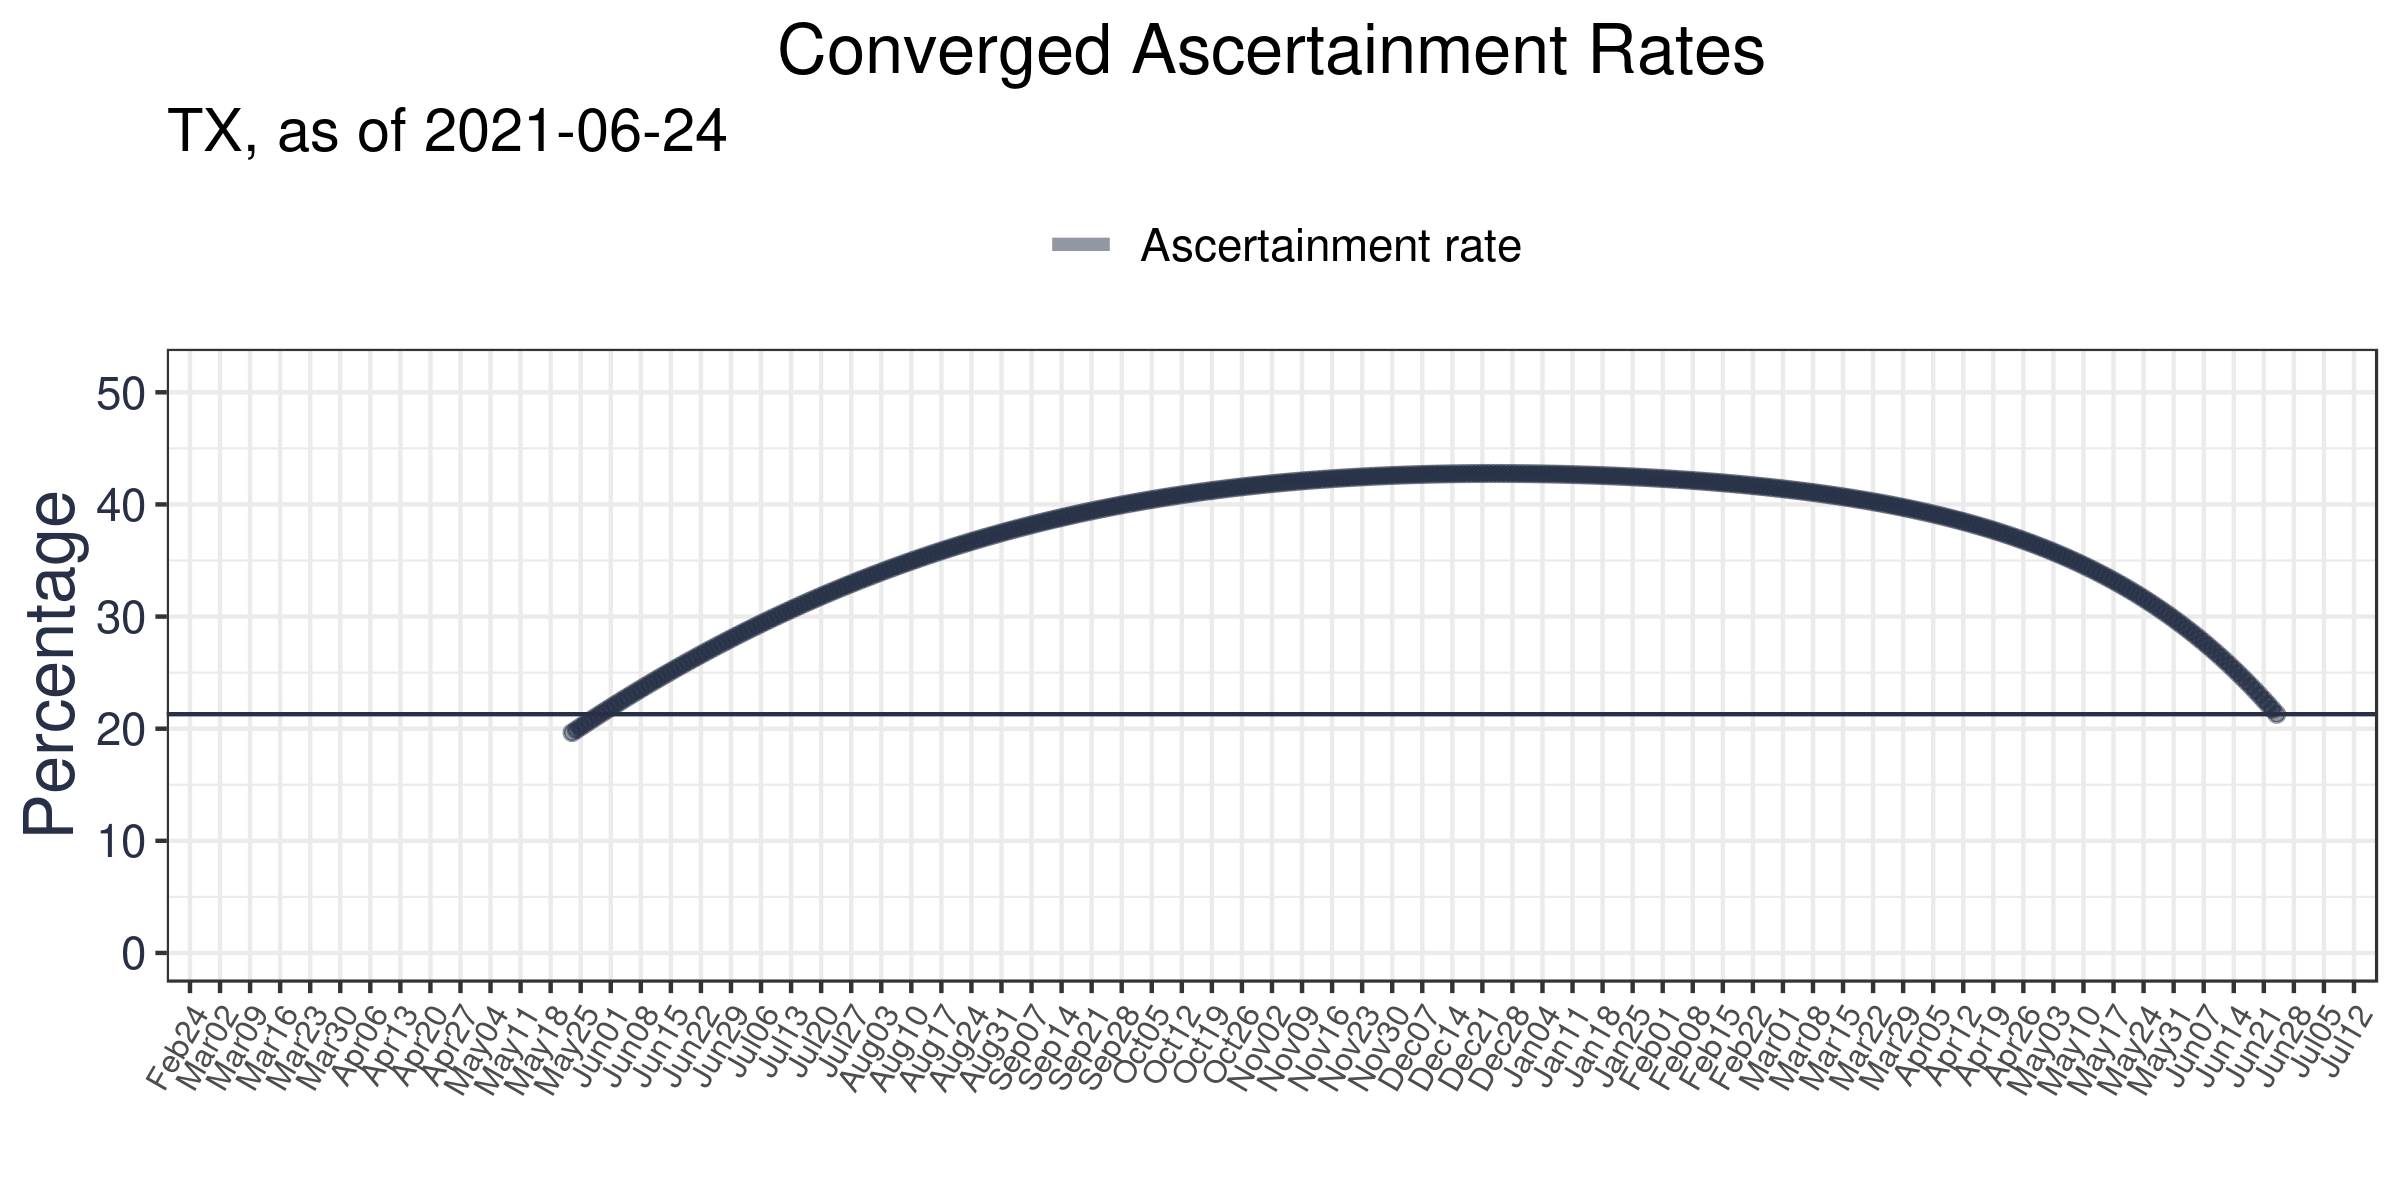 Converged Ascertainment Rates
TX, as of 2021-06-24
Ascertainment rate
Percentage
50
40
30
20
10
0
Feb24
Mar02
Mar09
Mar16
Mar23
Mar30
Apr06
Apr13
Apr20
Apr27
May04
May11
May18
May25
Jun01
Jun08
Jun15
Jun22
Jun29
Jul06
Jul13
Jul20
Jul27
Aug03
Aug10
Aug17
Aug24
Aug31
Sep07
Sep14
Sep21
Sep28
Oct05
Oct12
Oct19
Oct26
Nov02
Nov09
Nov16
Nov23
Nov30
Dec07
Dec14
Dec21
Dec28
Jan04
Jan11
Jan18
Jan25
Feb01
Feb08
Feb15
Feb22
Mar01
Mar08
Mar15
Mar22
Mar29
Apr05
Apr12
Apr19
Apr26
May03
May10
May17
May24
May31
Jun07
Jun14
Jun21
Jun28
Jul05
Jul12